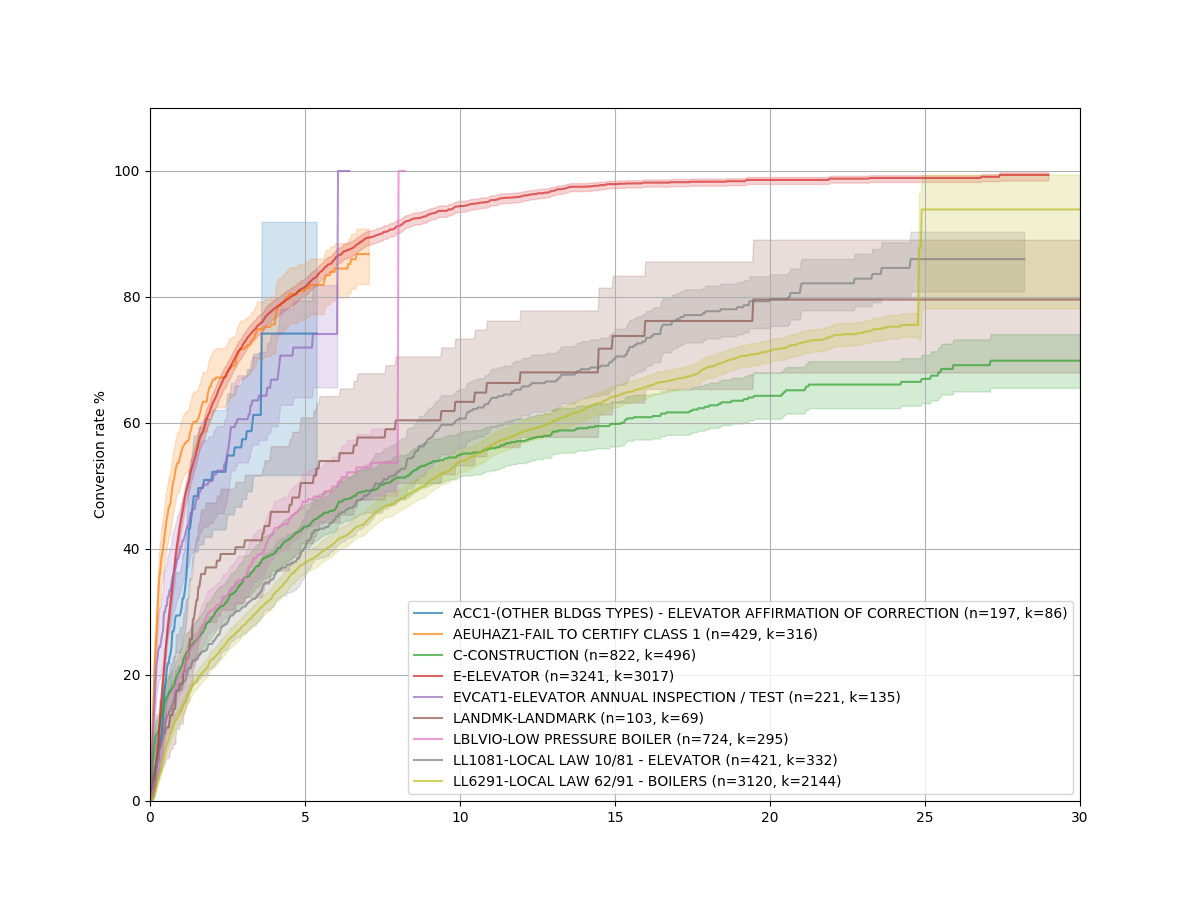 100
80
60
40
20
0
Conversion rate %
ACC1-(OTHER BLDGS TYPES) - ELEVATOR AFFIRMATION OF CORRECTION (n=197, k=86)
AEUHAZ1-FAIL TO CERTIFY CLASS 1 (n=429, k=316)
C-CONSTRUCTION (n=822, k=496)
E-ELEVATOR (n=3241, k=3017)
EVCAT1-ELEVATOR ANNUAL INSPECTION / TEST (n=221, k=135)
LANDMK-LANDMARK (n=103, k=69)
LBLVIO-LOW PRESSURE BOILER (n=724, k=295)
LL1081-LOCAL LAW 10/81 - ELEVATOR (n=421, k=332)
LL6291-LOCAL LAW 62/91 - BOILERS (n=3120, k=2144)
0 5 10 15 20 25 30